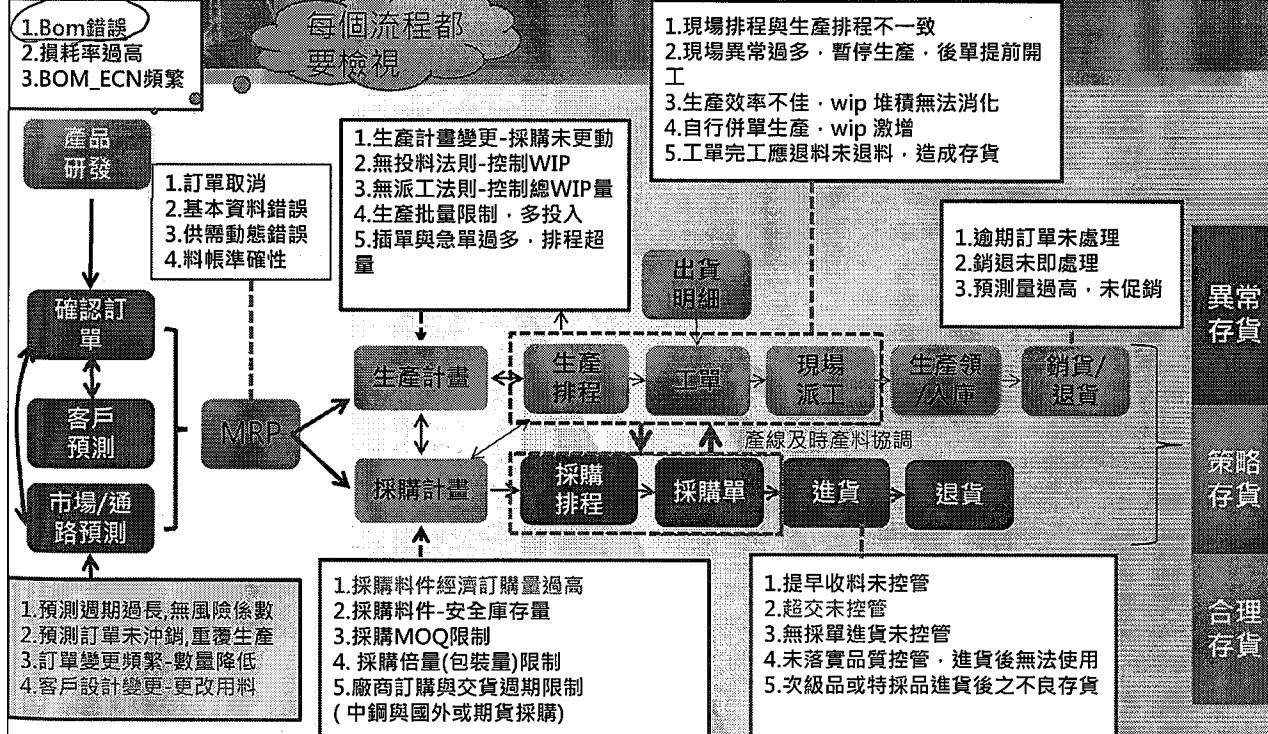 1.Bom錯誤
2.損耗率過高
3.BOM_ECN頻繁
每個流程都
要檢視
1.現場排程與生產排程不一致
2.現場異常過多，暫停生產，後單提前開
工
3.生產效率不佳，wip 堆積無法消化
4.自行併單生產，wip 激增
5.工單完工應退料未退料，造成存貨
產品
研發
1.訂單取消
2.基本資料錯誤
3.供需動態錯誤
4.料帳準確性
1.生產計畫變更-採購未更動
2.無投料法則-控制WIP
3.無派工法則-控制總WIP量
4.生產批量限制，多投入
5.插單與急單過多，排程超
量
出貨
明細
1.逾期訂單未處理
2.銷退未即處理
3.預測量過高，未促銷
異常
存貨
確認訂
單
客戶
預測
市場/通
路預測
MRP
生產計畫
生產
排程
工單
現場
派工
生產領
/入庫
銷貨/
退貨
產線及時產料協調
採購計畫
採購
排程
採購單
進貨
退貨
策略
存貨
合理
存貨
1.預測週期過長,無風險係數
2.預測訂單未沖銷,重覆生產
3.訂單變更頻繁-數量降低
4.客戶設計變更-更改用料
1.採購料件經濟訂購量過高
2.採購料件-安全庫存量
3.採購MOQ限制
4. 採購倍量(包裝量)限制
5.廠商訂購與交貨週期限制
( 中鋼與國外或期貨採購)
1.提早收料未控管
2.超交未控管
3.無採單進貨未控管
4.未落實品質控管，進貨後無法使用
5.次級品或特採品進貨後之不良存貨